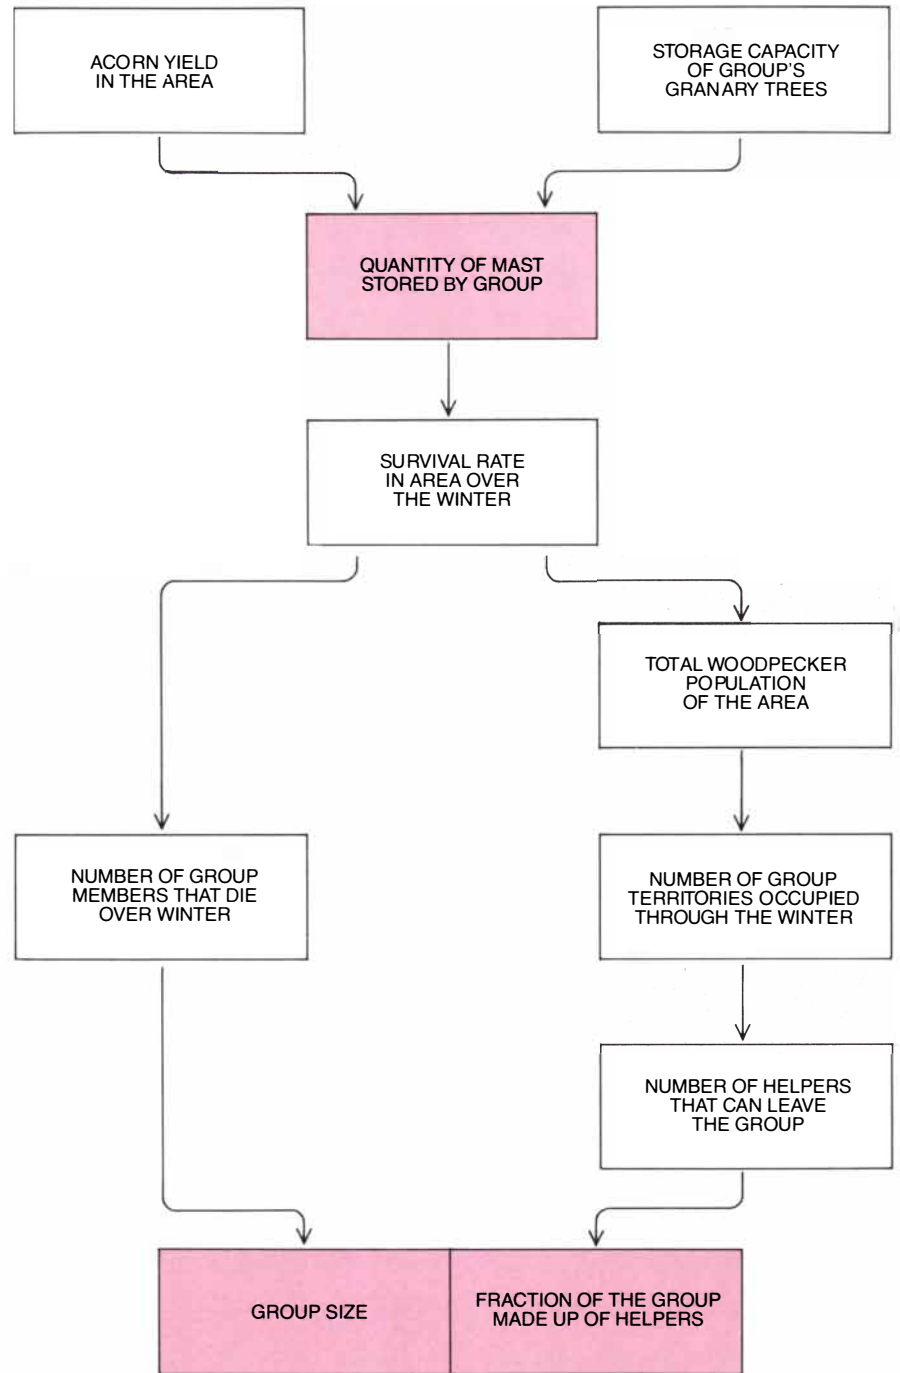 ACORN YIELD
IN THE AREA
STORAGE CAPACITY
OF GROUP'S
GRANARY TREES
QUANTITY OF MAST
STORED BY GROUP
SURVIVAL RATE
IN AREA OVER
THE WINTER
TOTAL WOODPECKER
POPULATION
OF THE AREA
NUMBER OF GROUP
MEMBERS THAT DIE
OVER WINTER
NUMBER OF GROUP
TERRITORIES OCCUPIED
THROUGH THE WINTER
NUMBER OF HELPERS
THAT CAN LEAVE
THE GROUP
GROUP SIZE
FRACTION OF THE GROUP
MADE UP OF HELPERS